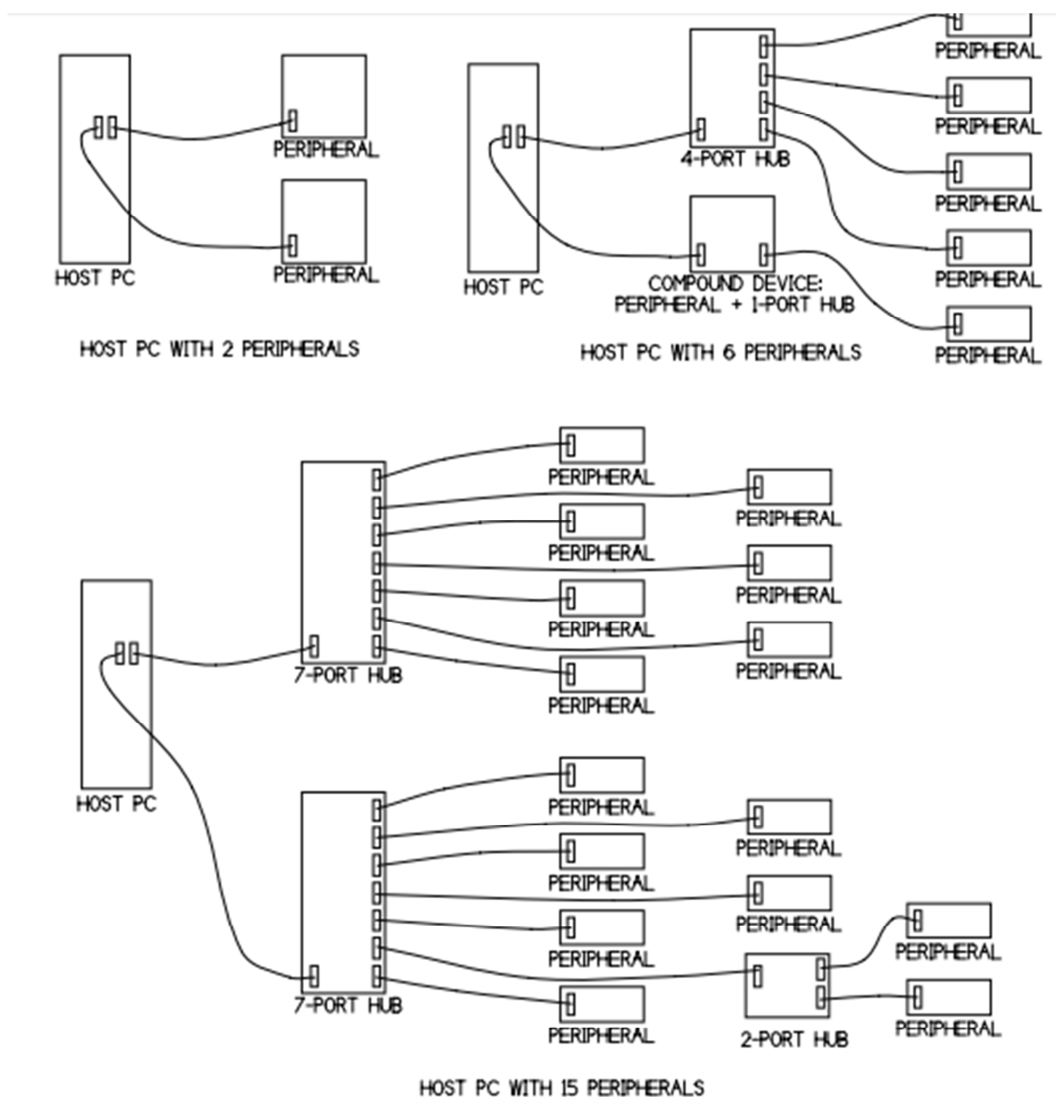 PERIPHERAL
PERIPHERAL
HOST PC
HOST PC WITH 2 PERIPHERALS
PERIPHERAL
PERIPHERAL
4-PORT HUB
PERIPHERAL
PERIPHERAL
HOST PC
COMPOUND DEVICE:
PERIPHERAL + 1-PORT HUB
PERIPHERAL
HOST PC WITH 6 PERIPHERALS
PERIPHERAL
PERIPHERAL
PERIPHERAL
PERIPHERAL
PERIPHERAL
PERIPHERAL
7-PORT HUB
PERIPHERAL
HOST PC
PERIPHERAL
PERIPHERAL
PERIPHERAL
PERIPHERAL
PERIPHERAL
PERIPHERAL
PERIPHERAL
7-PORT HUB
PERIPHERAL
2-PORT HUB
PERIPHERAL
HOST PC WITH 15 PERIPHERALS